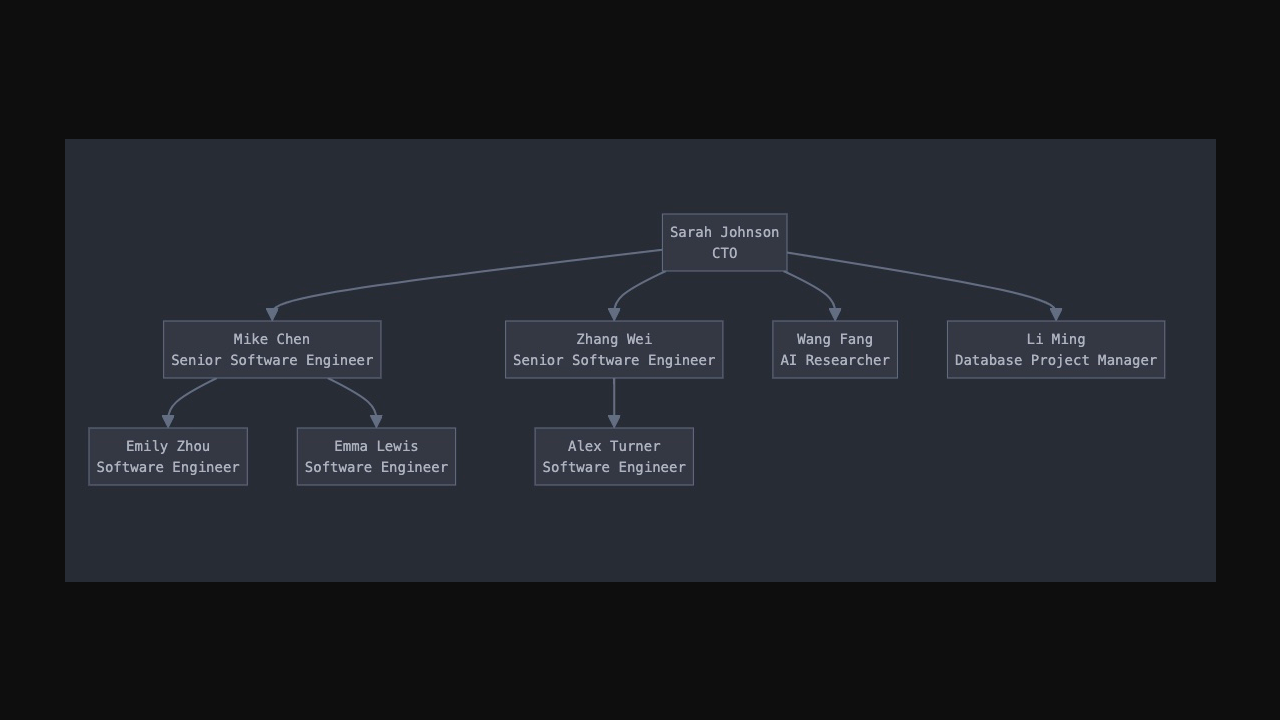 Sarah Johnson
CTO
Mike Chen
Senior Software Engineer
Zhang Wei
Senior Software Engineer
Wang Fang
AI Researcher
Li Ming
Database Project Manager
Emily Zhou
Software Engineer
Emma Lewis
Software Engineer
Alex Turner
Software Engineer